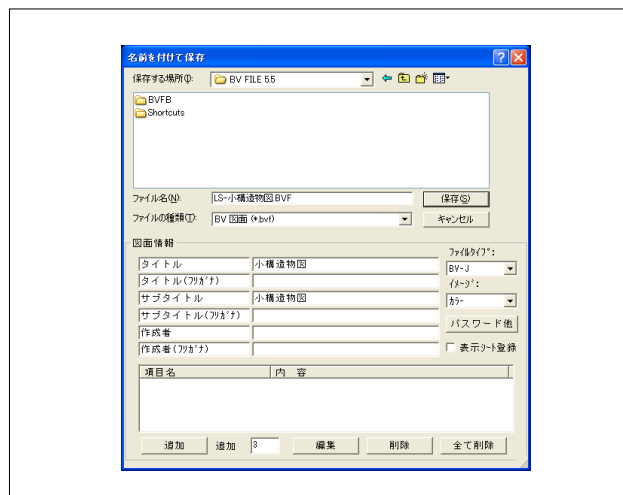 名前を付けて保存
保存する場所(I): BV FILE 5.5
BVFB
Shortcuts
ファイル名(N): LS-小構造物図.BVF 保存(S)
ファイルの種類(T): BV 図面 (*.bvf) キャンセル
図面情報
ファイルタイプ:
タイトル 小構造物図 BV-J
タイトル(フリガナ) イメージ:
サブタイトル 小構造物図 カラー
サブタイトル(フリガナ) パスワード他
作成者
作成者(フリガナ) 表示シート登録
項目名 内 容
追加 追加 3 編集 削除 全て削除